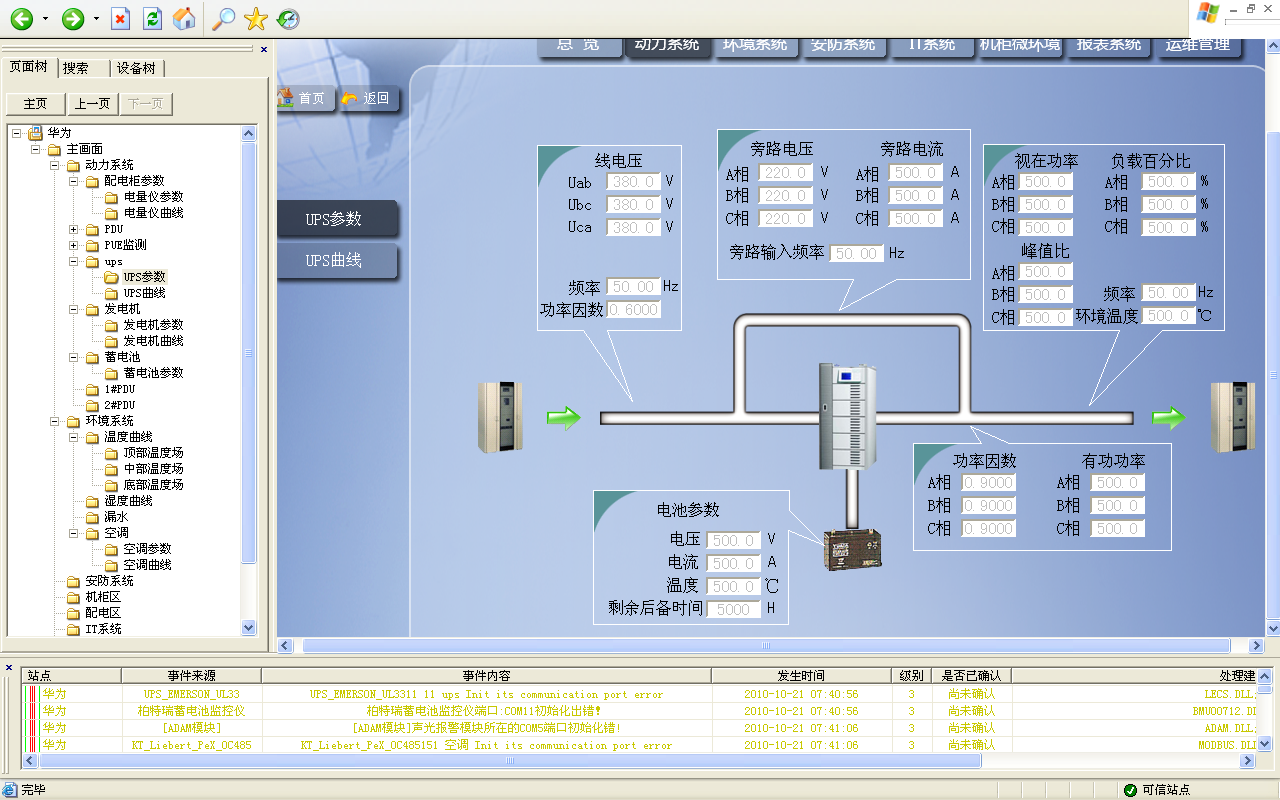 总 览 动力系统 环境系统 安防系统 IT系统 机柜微环境 报表系统 运维管理
页面树 搜索 设备树
主页 上一页 下一页
首页 返回
华为
主画面
动力系统
配电柜参数
电量仪参数
电量仪曲线
PDU
PUE监测
ups
UPS参数
UPS曲线
发电机
发电机参数
发电机曲线
蓄电池
蓄电池参数
1#PDU
2#PDU
环境系统
温度曲线
顶部温度场
中部温度场
底部温度场
湿度曲线
漏水
空调
空调参数
空调曲线
安防系统
机柜区
配电区
IT系统
UPS参数
UPS曲线
线电压
Uab 380.0 V
Ubc 380.0 V
Uca 380.0 V
频率 50.00 Hz
功率因数 0.6000
旁路电压 旁路电流
A相 220.0 V A相 500.0 A
B相 220.0 V B相 500.0 A
C相 220.0 V C相 500.0 A
旁路输入频率 50.00 Hz
视在功率 负载百分比
A相 500.0 A相 500.0 %
B相 500.0 B相 500.0 %
C相 500.0 C相 500.0 %
峰值比
A相 500.0
B相 500.0 频率 50.00 Hz
C相 500.0 环境温度 500.0 ℃
功率因数 有功功率
A相 0.9000 A相 500.0
B相 0.9000 B相 500.0
C相 0.9000 C相 500.0
电池参数
电压 500.0 V
电流 500.0 A
温度 500.0 ℃
剩余后备时间 5000 H
站点 事件来源 事件内容 发生时间 级别 是否已确认 处理建
华为 UPS_EMERSON_UL33 UPS_EMERSON_UL3311 11 ups Init its communication port error 2010-10-21 07:40:56 3 尚未确认 LECS.DLL;
华为 柏特瑞蓄电池监控仪 柏特瑞蓄电池监控仪端口:COM11初始化出错! 2010-10-21 07:40:56 3 尚未确认 BMU00712.DL
华为 [ADAM模块] [ADAM模块]声光报警模块所在的COM5端口初始化错! 2010-10-21 07:41:06 3 尚未确认 ADAM.DLL;
华为 KT_Liebert_PeX_OC485 KT_Liebert_PeX_OC485151 空调 Init its communication port error 2010-10-21 07:41:06 3 尚未确认 MODBUS.DLL
完毕 可信站点